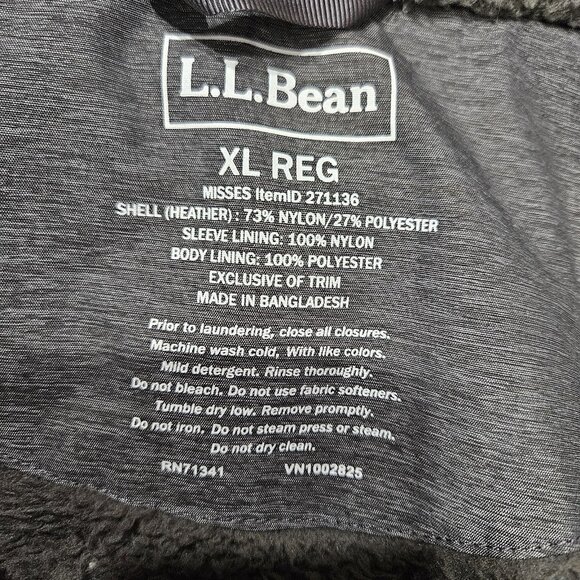 L.L.Bean
XL REG
MISSES ItemID 271136
SHELL (HEATHER) : 73% NYLON/27% POLYESTER
SLEEVE LINING: 100% NYLON
BODY LINING: 100% POLYESTER
EXCLUSIVE OF TRIM
MADE IN BANGLADESH
Prior to laundering, close all closures.
Machine wash cold, With like colors.
Mild detergent. Rinse thoroughly.
Do not bleach. Do not use fabric softeners.
Tumble dry low. Remove promptly.
Do not iron. Do not steam press or steam.
Do not dry clean.
RN71341 VN1002825